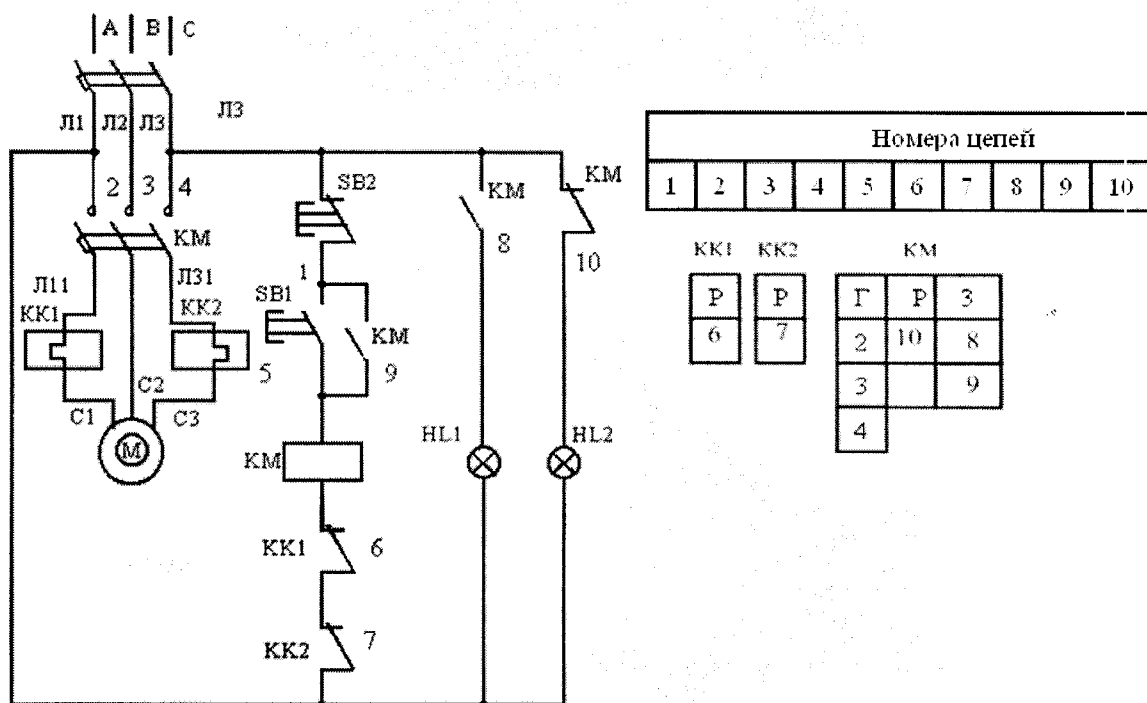 A B C
Л1 Л2 Л3 Л3
2 3 4
KM
Л11 Л31
KK1 KK2
5
C2
C1 C3
M
SB2
1
SB1
KM
9
KM
KK1 6
KK2 7
KM
8
HL1
KM
10
HL2
Номера цепей
1 2 3 4 5 6 7 8 9 10
KK1 KK2 KM
Р Р Г Р З
6 7 2 10 8
3 9
4